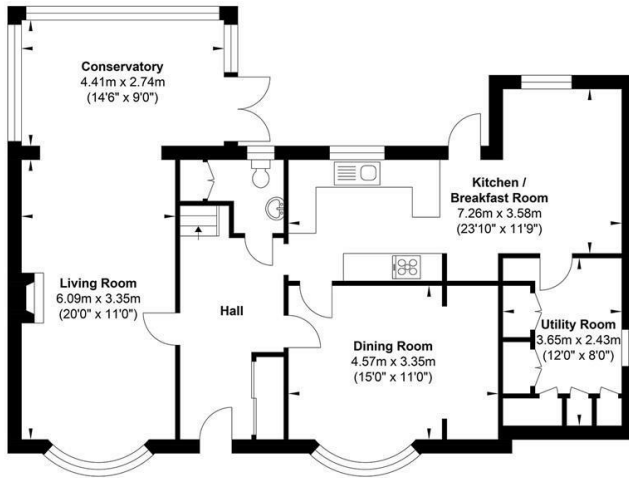 Conservatory
4.41m x 2.74m
(14'6" x 9'0")
Kitchen /
Breakfast Room
7.26m x 3.58m
(23'10" x 11'9")
Living Room
6.09m x 3.35m
(20'0" x 11'0")
Hall
Dining Room
4.57m x 3.35m
(15'0" x 11'0")
Utility Room
3.65m x 2.43m
(12'0" x 8'0")